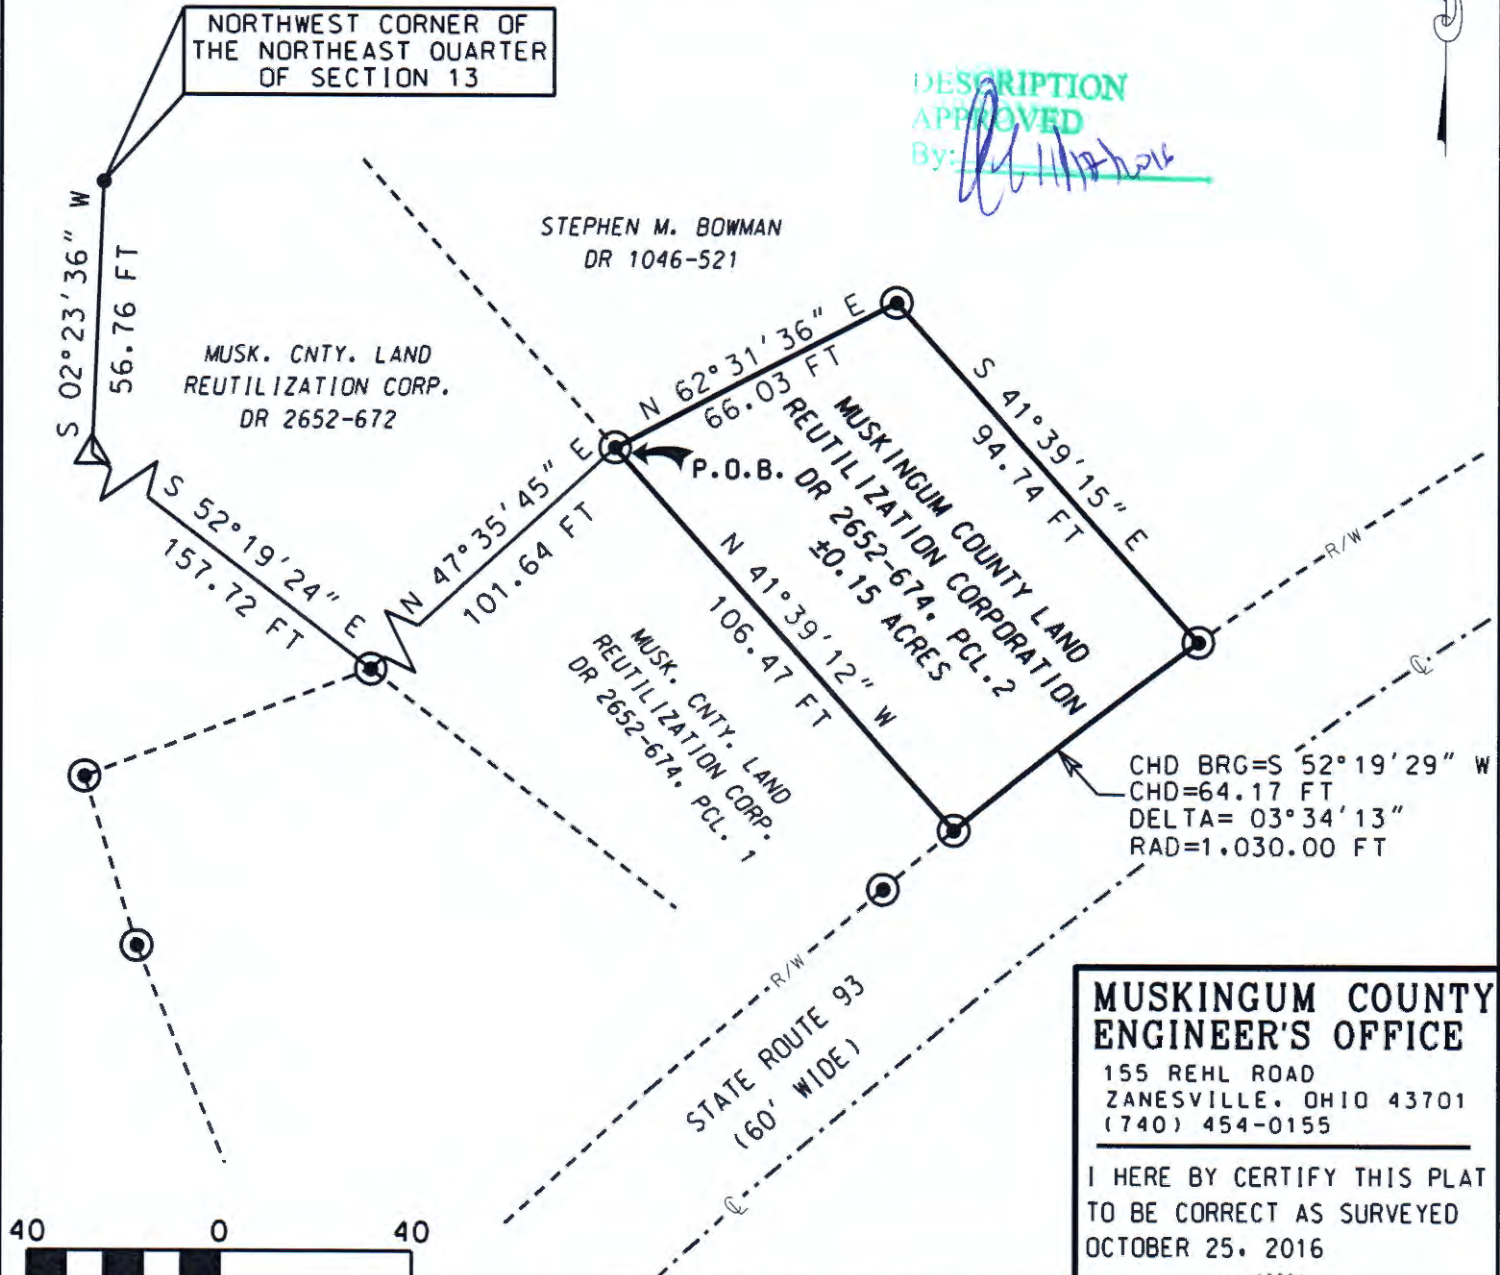 NORTHWEST CORNER OF
THE NORTHEAST QUARTER
OF SECTION 13
DESCRIPTION
APPROVED
By:
STEPHEN M. BOWMAN
DR 1046-521
S 02°23'36" W
56.76 FT
MUSK. CNTY. LAND
REUTILIZATION CORP.
DR 2652-672
N 62°31'36" E
66.03 FT
S 41°39'15" E
94.74 FT
P.O.B.
MUSKINGUM COUNTY LAND
REUTILIZATION CORPORATION
DR 2652-674. PCL.2
±0.15 ACRES
S 52°19'24" E
157.72 FT
N 47°35'45" E
101.64 FT
N 41°39'12" W
106.47 FT
MUSK. CNTY. LAND
REUTILIZATION CORP.
DR 2652-674. PCL. 1
R/W
CHD BRG=S 52°19'29" W
CHD=64.17 FT
DELTA= 03°34'13"
RAD=1.030.00 FT
R/W
STATE ROUTE 93
(60' WIDE)
MUSKINGUM COUNTY
ENGINEER'S OFFICE
155 REHL ROAD
ZANESVILLE. OHIO 43701
(740) 454-0155
I HERE BY CERTIFY THIS PLAT
TO BE CORRECT AS SURVEYED
OCTOBER 25. 2016
40 0 40